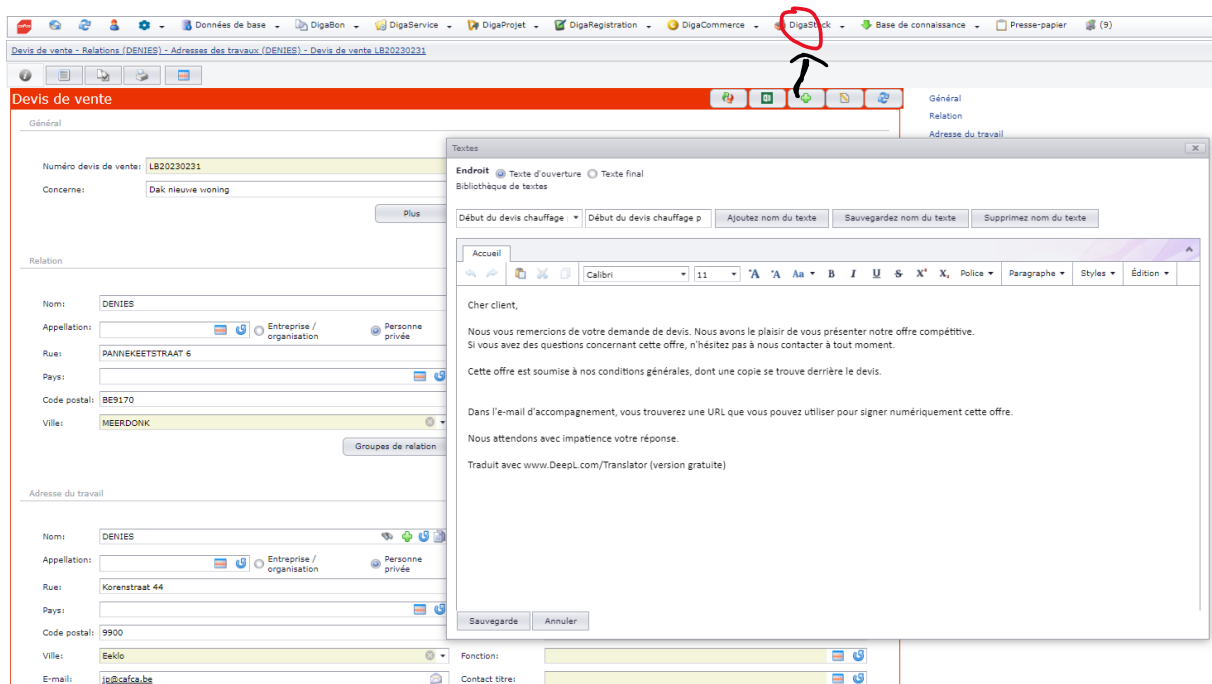 cafca Données de base DigaBon DigaService DigaProjet DigaRegistration DigaCommerce DigaStock Base de connaissance Presse-papier (9)
Devis de vente - Relations (DENIES) - Adresses des travaux (DENIES) - Devis de vente LB20230231
Devis de vente
Général
Relation
Adresse du travail
Général
Numéro devis de vente: LB20230231
Concerne: Dak nieuwe woning
Plus
Relation
Nom: DENIES
Appellation: Entreprise / organisation Personne privée
Rue: PANNEKEETSTRAAT 6
Pays:
Code postal: BE9170
Ville: MEERDONK
Groupes de relation
Adresse du travail
Nom: DENIES
Appellation: Entreprise / organisation Personne privée
Rue: Korenstraat 44
Pays:
Code postal: 9900
Ville: Eeklo
E-mail: jp@cafca.be
Fonction:
Contact titre:
Textes
Endroit Texte d'ouverture Texte final
Bibliothèque de textes
Début du devis chauffage Début du devis chauffage p Ajoutez nom du texte Sauvegardez nom du texte Supprimez nom du texte
Accueil
Calibri 11 A A Aa B I U S X X, Police Paragraphe Styles Édition
Cher client,
Nous vous remercions de votre demande de devis. Nous avons le plaisir de vous présenter notre offre compétitive.
Si vous avez des questions concernant cette offre, n'hésitez pas à nous contacter à tout moment.
Cette offre est soumise à nos conditions générales, dont une copie se trouve derrière le devis.
Dans l'e-mail d'accompagnement, vous trouverez une URL que vous pouvez utiliser pour signer numériquement cette offre.
Nous attendons avec impatience votre réponse.
Traduit avec www.DeepL.com/Translator (version gratuite)
Sauvegarde Annuler